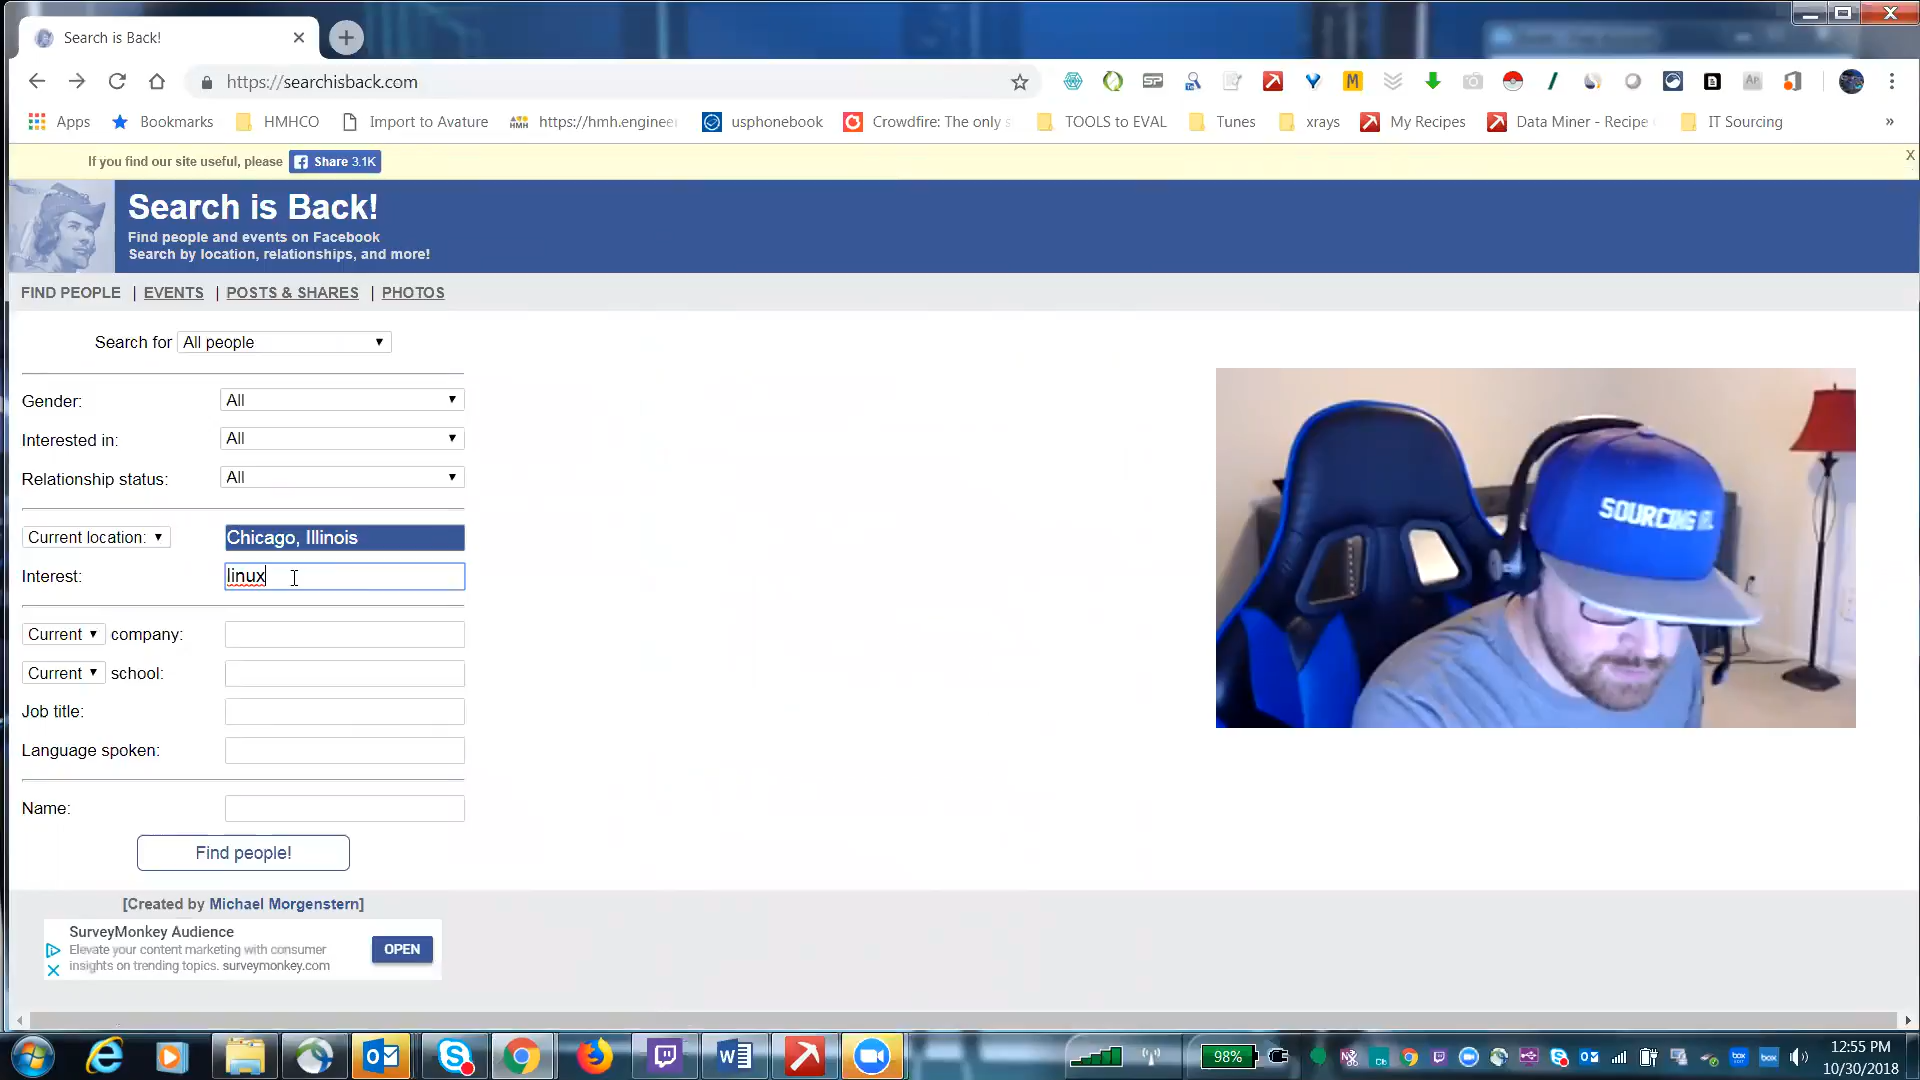 Search is Back!
https://searchisback.com
Apps
Bookmarks
HMHCO
Import to Avature
HMH
https://hmh.engineer
usphonebook
Crowdfire: The only s
TOOLS to EVAL
Tunes
xrays
My Recipes
Data Miner - Recipe
IT Sourcing
»
If you find our site useful, please
Share 3.1K
X
Search is Back!
Find people and events on Facebook
Search by location, relationships, and more!
FIND PEOPLE | EVENTS | POSTS & SHARES | PHOTOS
Search for All people
Gender: All
Interested in: All
Relationship status: All
Current location: Chicago, Illinois
Interest: linux
Current company:
Current school:
Job title:
Language spoken:
Name:
Find people!
[Created by Michael Morgenstern]
SurveyMonkey Audience
Elevate your content marketing with consumer
insights on trending topics. surveymonkey.com
OPEN
SOURCING
98%
12:55 PM
10/30/2018